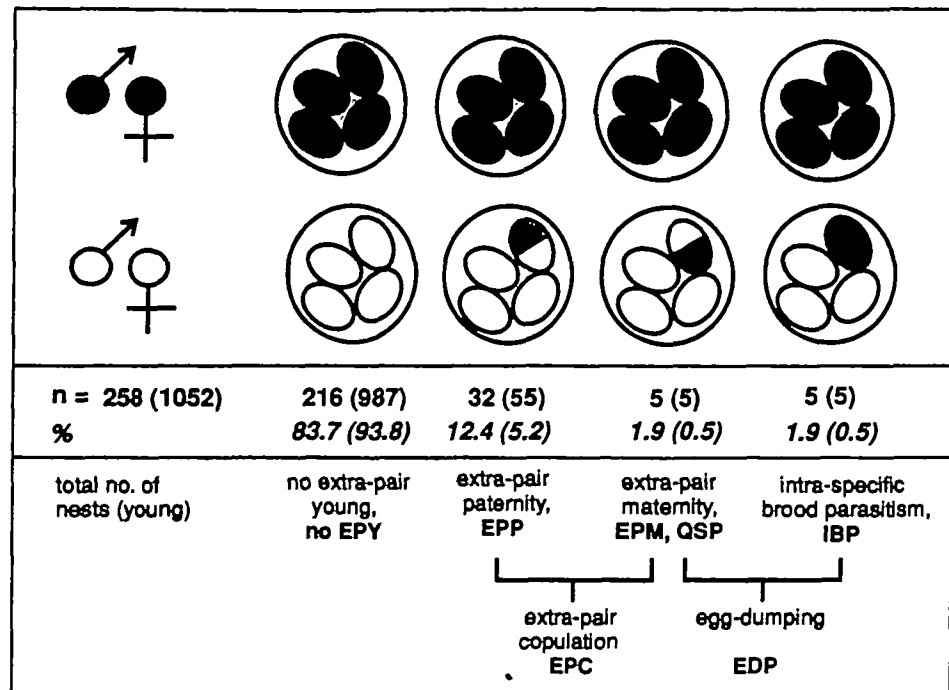 n = 258 (1052) 216 (987) 32 (55) 5 (5) 5 (5)
% 83.7 (93.8) 12.4 (5.2) 1.9 (0.5) 1.9 (0.5)
total no. of no extra-pair extra-pair extra-pair intra-specific
nests (young) young, paternity, maternity, brood parasitism,
no EPY EPP EPM, QSP IBP
extra-pair egg-dumping
copulation
EPC EDP